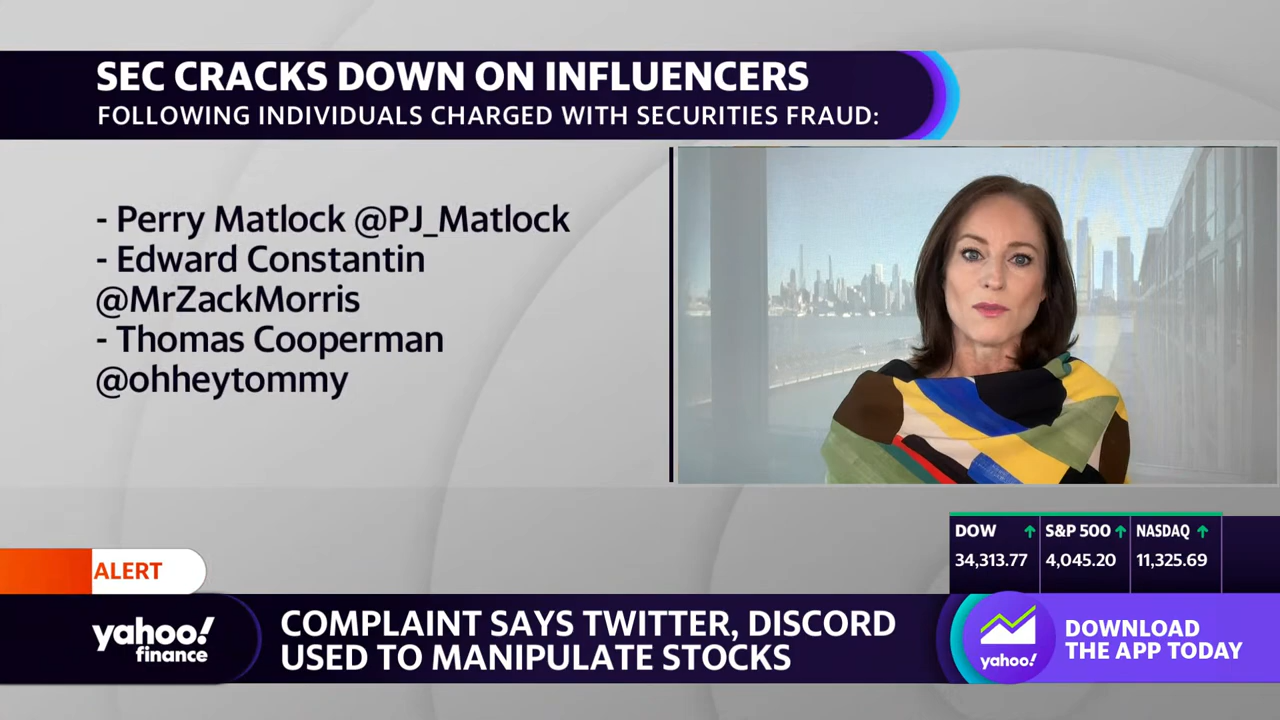 SEC CRACKS DOWN ON INFLUENCERS
FOLLOWING INDIVIDUALS CHARGED WITH SECURITIES FRAUD:
- Perry Matlock @PJ_Matlock
- Edward Constantin
@MrZackMorris
- Thomas Cooperman
@ohheytommy
DOW
34,313.77
S&P 500
4,045.20
NASDAQ
11,325.69
ALERT
yahoo!
finance
COMPLAINT SAYS TWITTER, DISCORD
USED TO MANIPULATE STOCKS
yahoo!
DOWNLOAD
THE APP TODAY